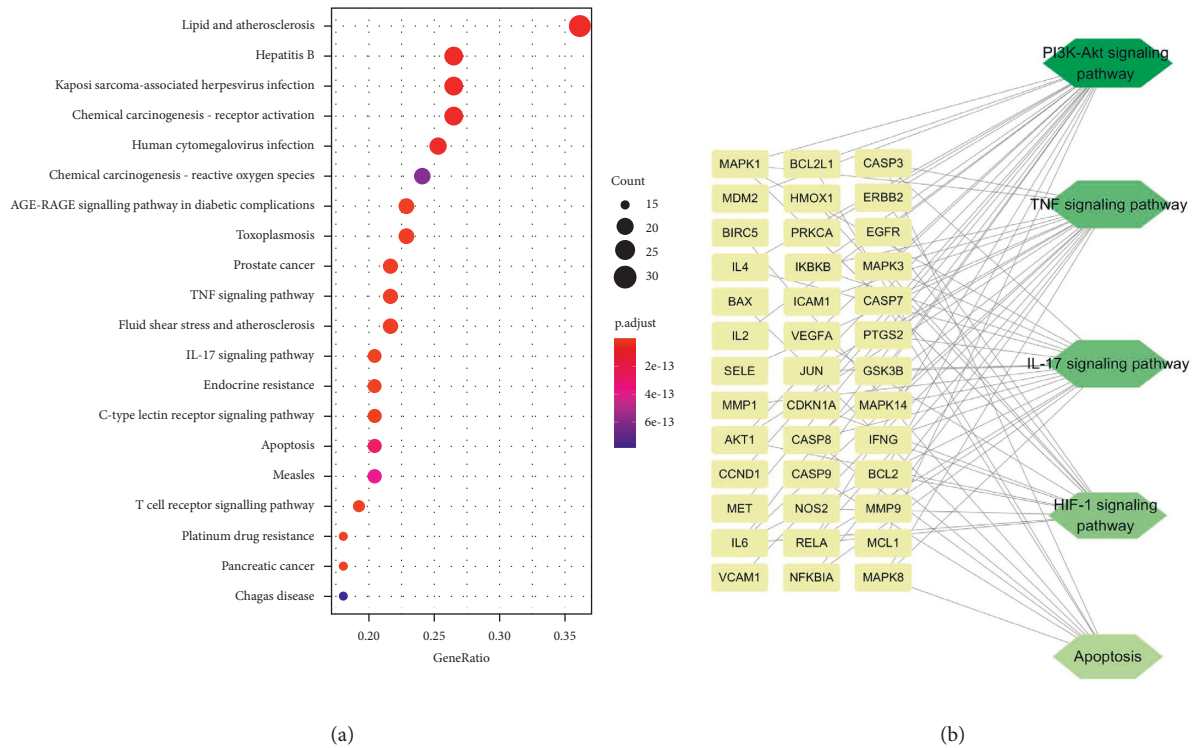 Lipid and atherosclerosis
Hepatitis B
Kaposi sarcoma-associated herpesvirus infection
Chemical carcinogenesis - receptor activation
Human cytomegalovirus infection
Chemical carcinogenesis - reactive oxygen species
AGE-RAGE signalling pathway in diabetic complications
Toxoplasmosis
Prostate cancer
TNF signaling pathway
Fluid shear stress and atherosclerosis
IL-17 signaling pathway
Endocrine resistance
C-type lectin receptor signaling pathway
Apoptosis
Measles
T cell receptor signalling pathway
Platinum drug resistance
Pancreatic cancer
Chagas disease
0.20 0.25 0.30 0.35
GeneRatio
Count
15
20
25
30
p.adjust
2e-13
4e-13
6e-13
(a)
MAPK1 BCL2L1 CASP3
MDM2 HMOX1 ERBB2
BIRC5 PRKCA EGFR
IL4 IKBKB MAPK3
BAX ICAM1 CASP7
IL2 VEGFA PTGS2
SELE JUN GSK3B
MMP1 CDKN1A MAPK14
AKT1 CASP8 IFNG
CCND1 CASP9 BCL2
MET NOS2 MMP9
IL6 RELA MCL1
VCAM1 NFKBIA MAPK8
PI3K-Akt signaling
pathway
TNF signaling pathway
IL-17 signaling pathway
HIF-1 signaling
pathway
Apoptosis
(b)